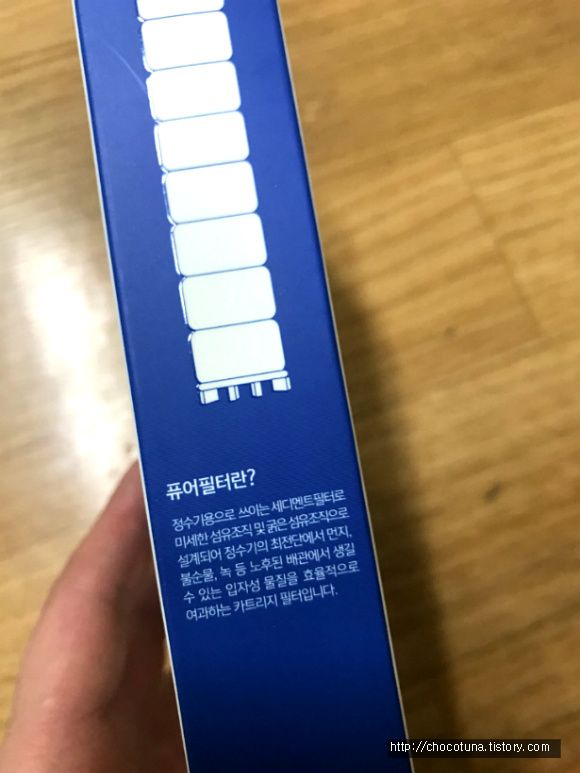 퓨어필터란?
정수기용으로 쓰이는 세디멘트필터로
미세한 섬유조직 및 굵은 섬유조직으로
설계되어 정수기의 최전단에서 먼지,
불순물, 녹 등 노후된 배관에서 생길
수 있는 입자성 물질을 효율적으로
여과하는 카트리지 필터입니다.
http://chocotuna.tistory.com